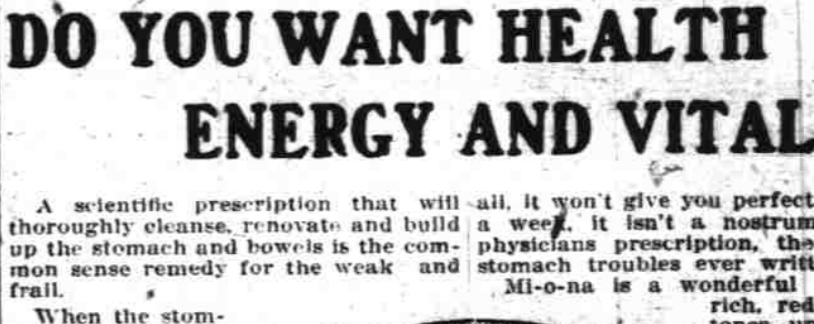 DO YOU WANT HEALTH
ENERGY AND VITAL
A scientific prescription that will
thoroughly cleanse, renovate and build
up the stomach and bowels is the com-
mon sense remedy for the weak and
frail.
When the stom-
all, it won't give you perfect
a week, it isn't a nostrum
physicians prescription, the
stomach troubles ever writt
Mi-o-na is a wonderful
rich, red